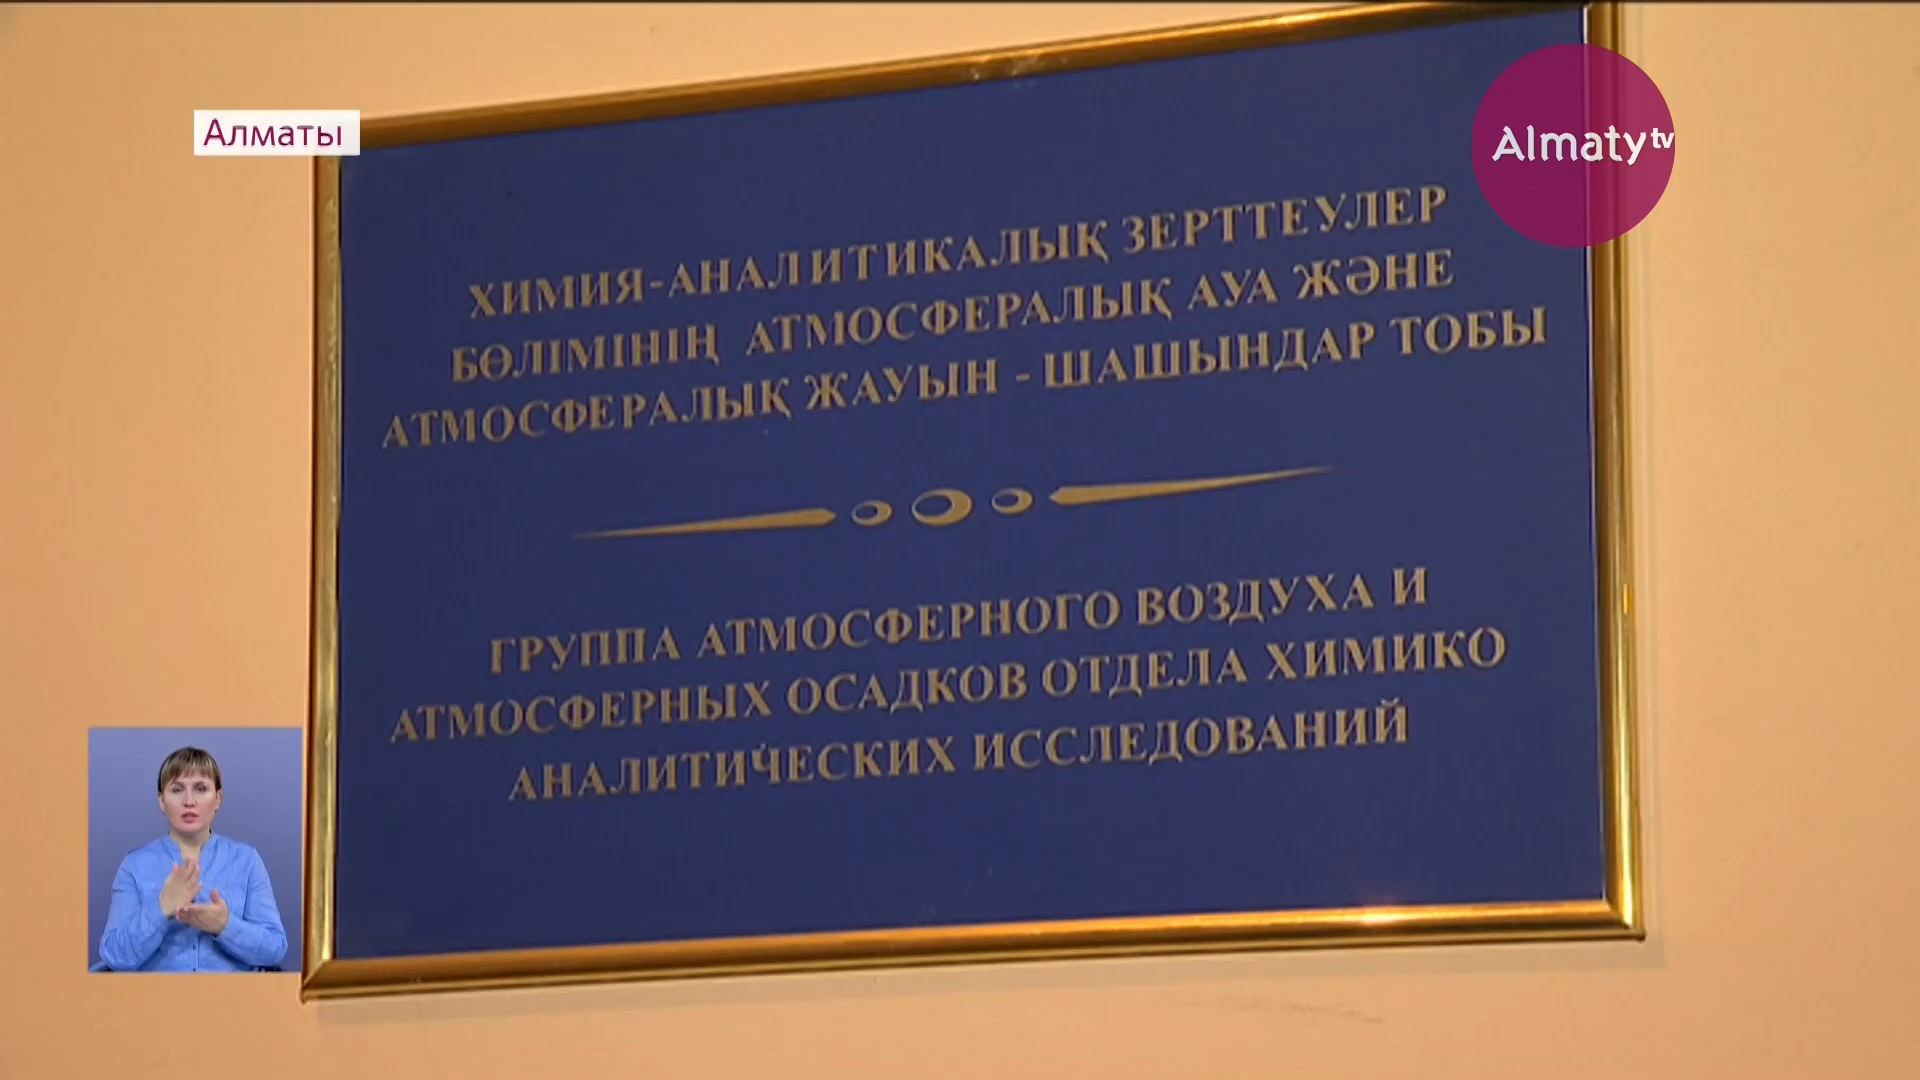 Алматы
Almaty tv
ХИМИЯ-АНАЛИТИКАЛЫҚ ЗЕРТТЕУЛЕР
БӨЛІМІНІҢ АТМОСФЕРАЛЫҚ АУА ЖӘНЕ
АТМОСФЕРАЛЫҚ ЖАУЫН - ШАШЫНДАР ТОБЫ
ГРУППА АТМОСФЕРНОГО ВОЗДУХА И
АТМОСФЕРНЫХ ОСАДКОВ ОТДЕЛА ХИМИКО
АНАЛИТИЧЕСКИХ ИССЛЕДОВАНИЙ